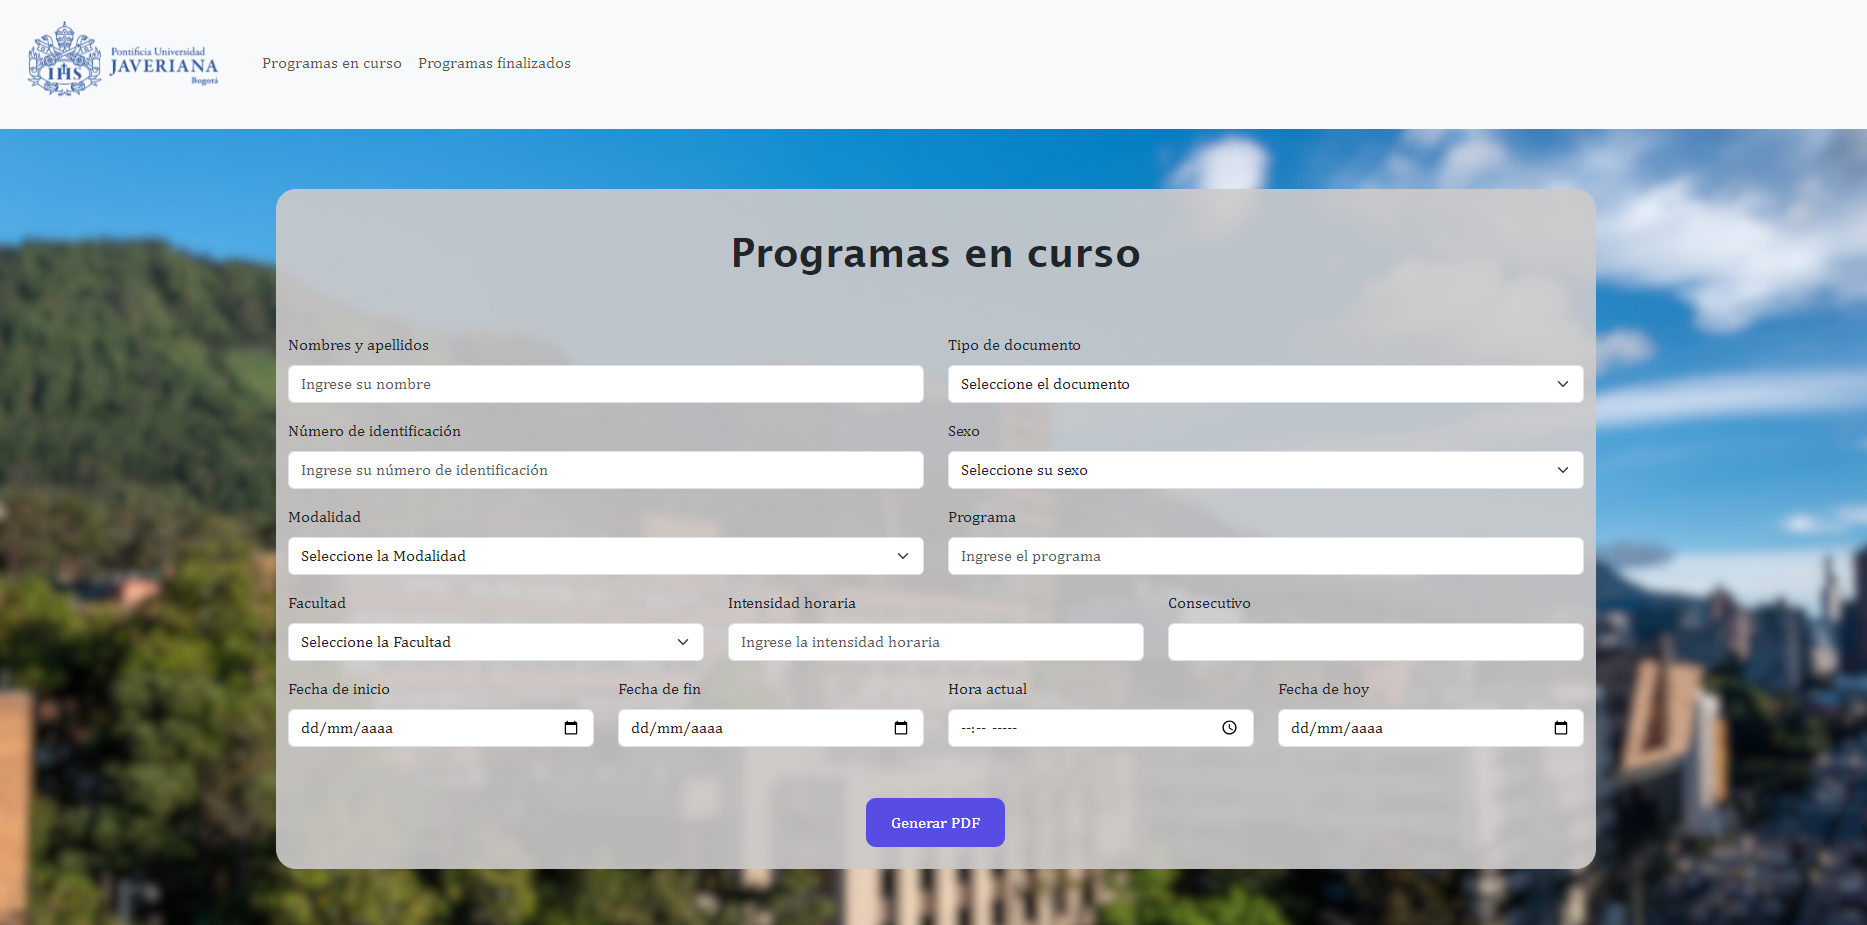 IHS
Pontificia Universidad
JAVERIANA
Bogotá
Programas en curso Programas finalizados
Programas en curso
Nombres y apellidos Tipo de documento
Ingrese su nombre Seleccione el documento
Número de identificación Sexo
Ingrese su número de identificación Seleccione su sexo
Modalidad Programa
Seleccione la Modalidad Ingrese el programa
Facultad Intensidad horaria Consecutivo
Seleccione la Facultad Ingrese la intensidad horaria
Fecha de inicio Fecha de fin Hora actual Fecha de hoy
dd/mm/aaaa dd/mm/aaaa --:-- ----- dd/mm/aaaa
Generar PDF